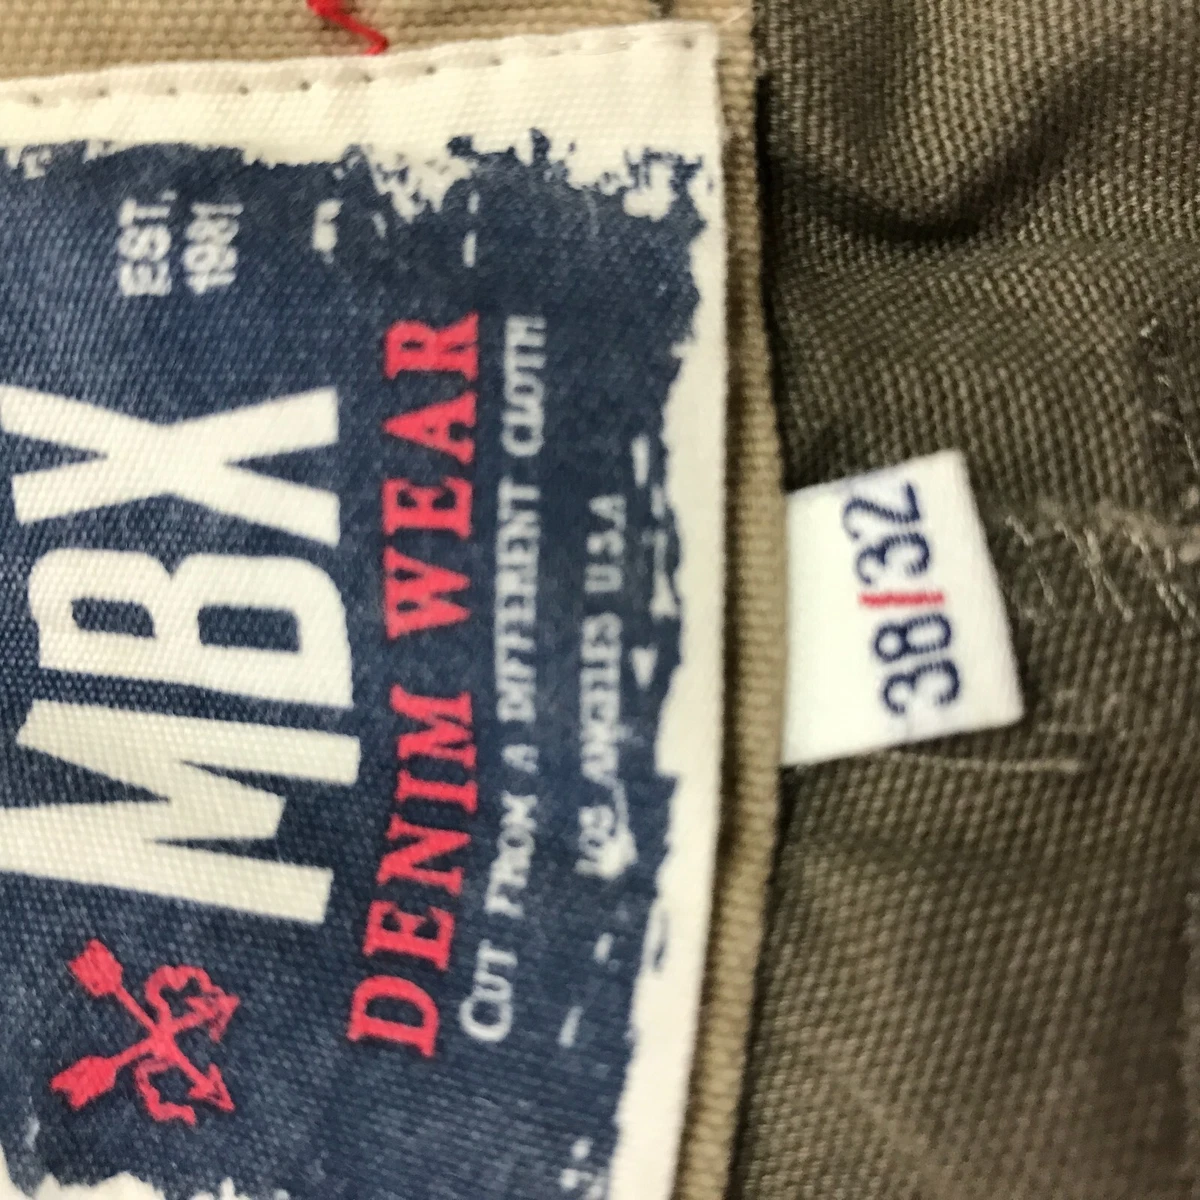 EST.
1981
MBX
DENIM WEAR
CUT FROM A DIFFERENT CLOTH
LOS ANGELES U.S.A
38/32